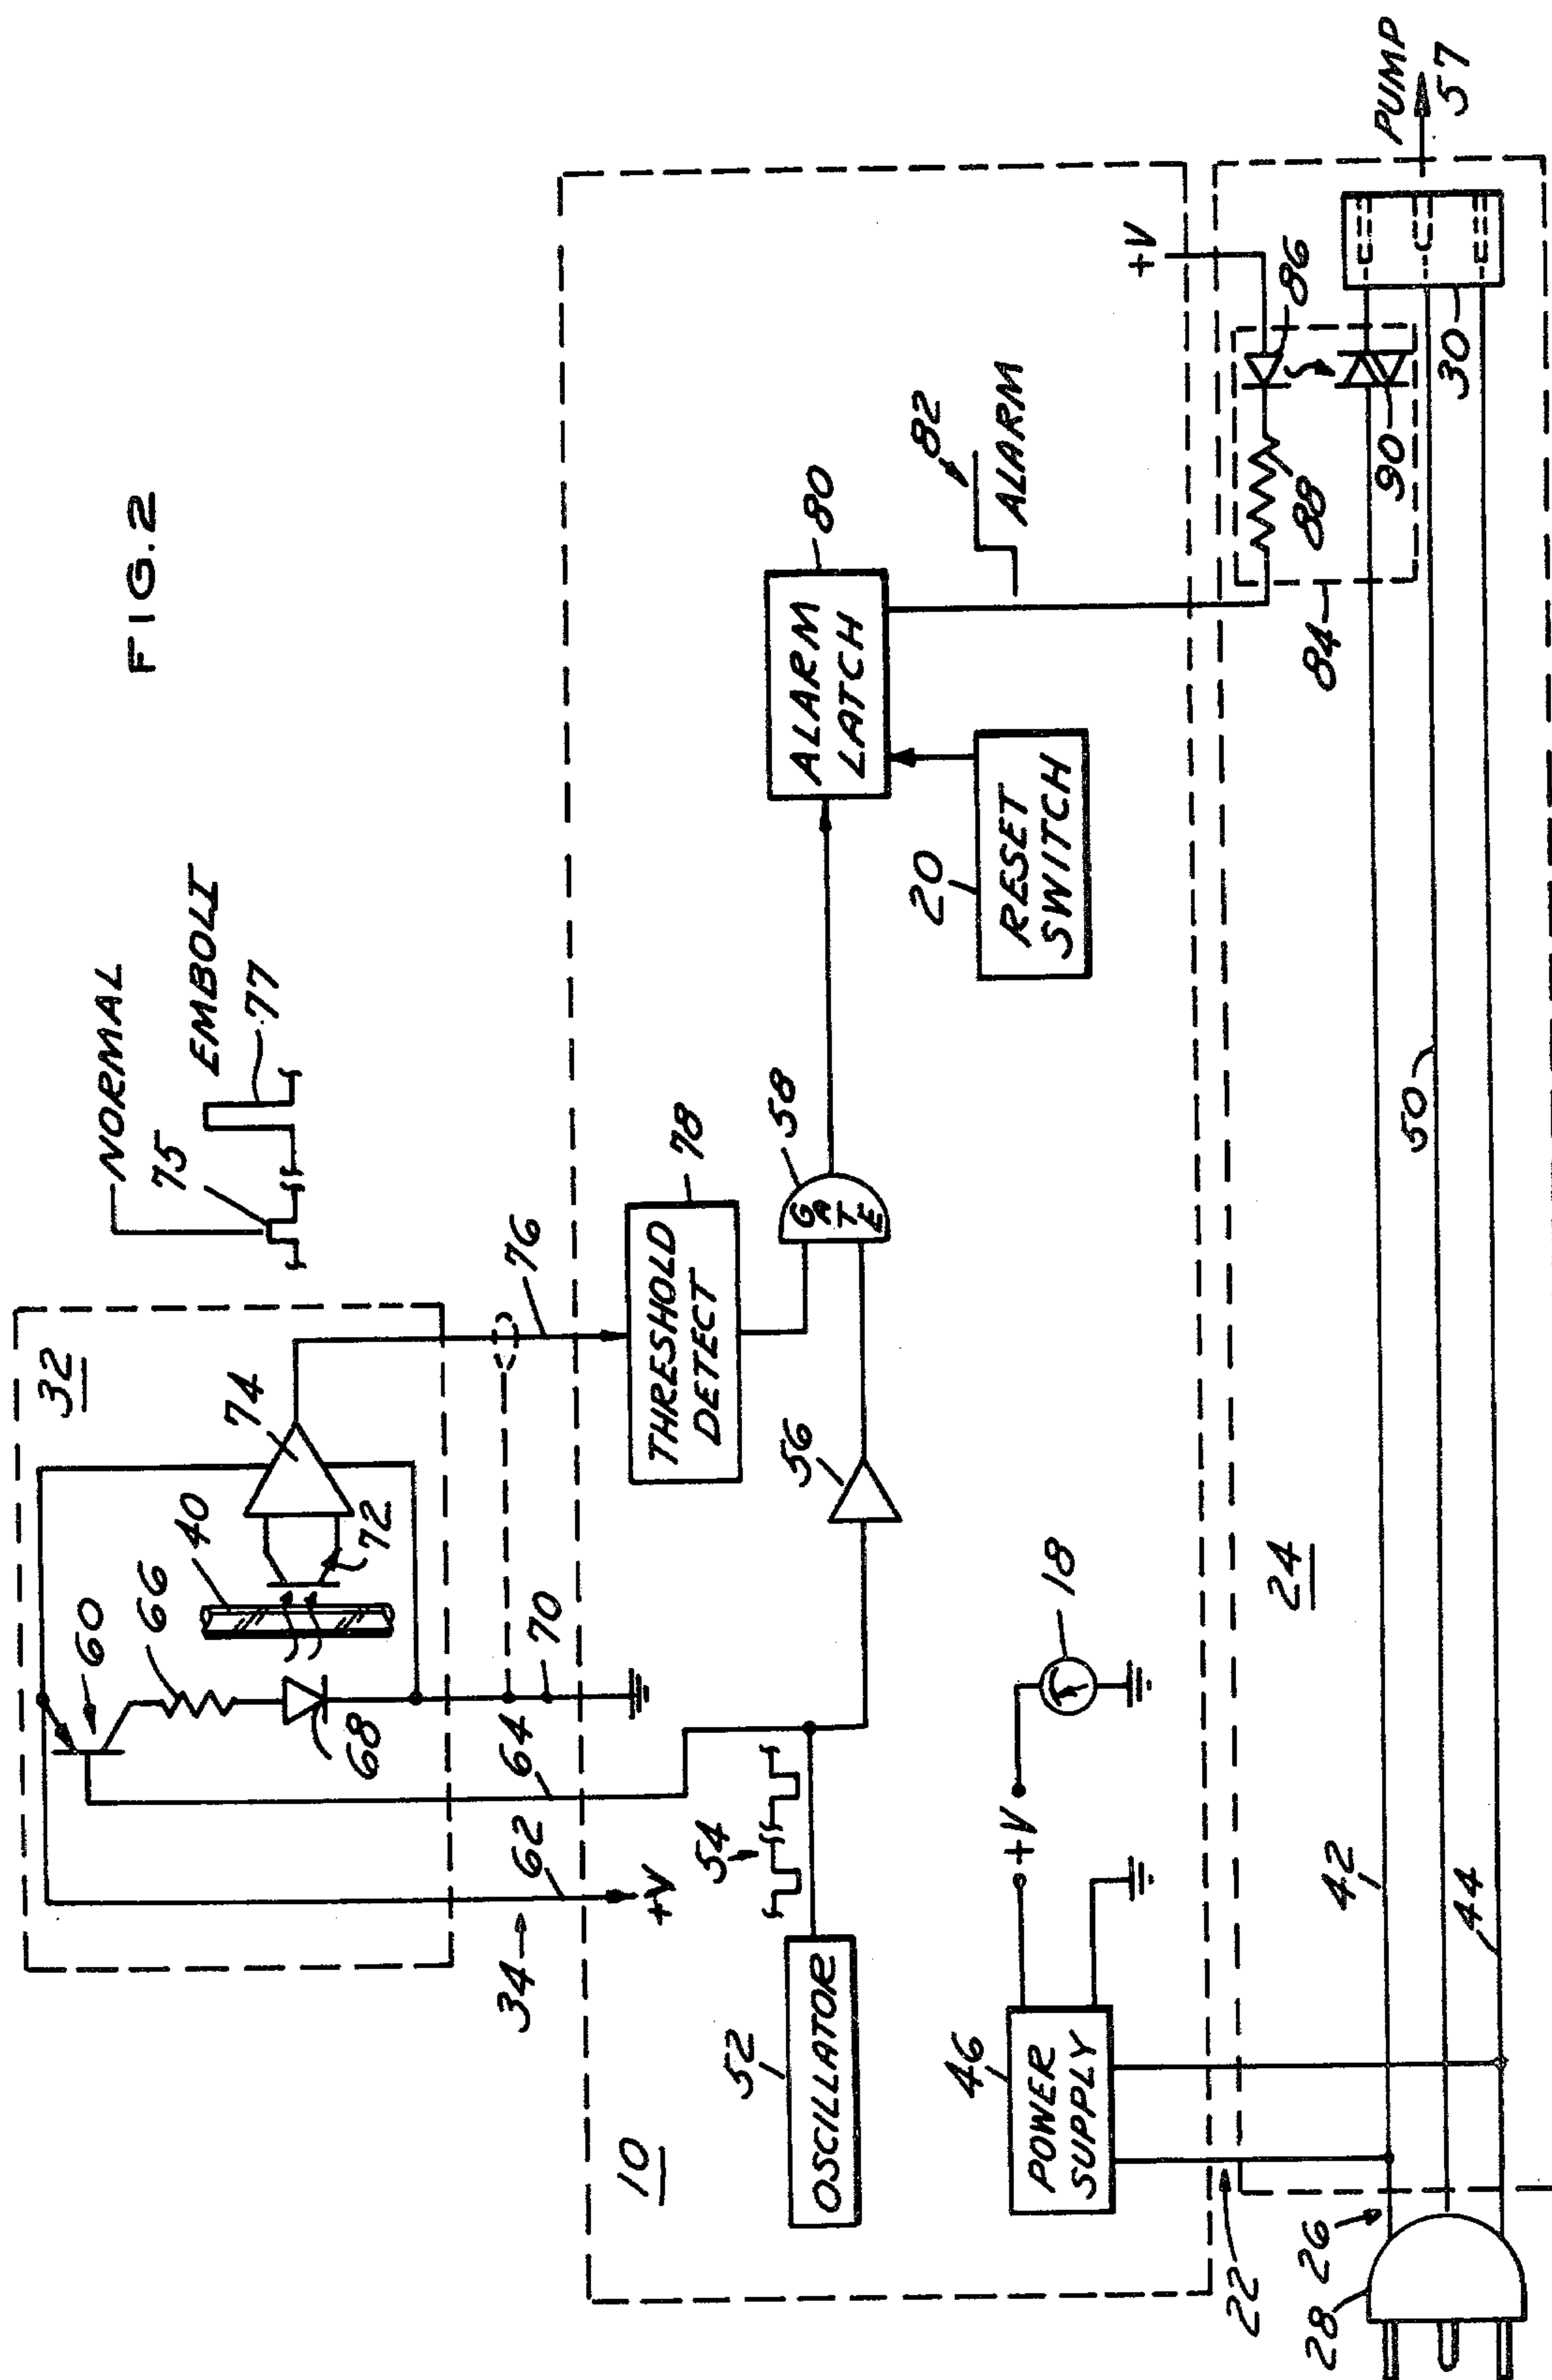 FIG.2
NORMAL
75
EMBOLI
77
32
60
66
40
74
72
68
34
62
64
70
76
+V
10
52
OSCILLATOR
54
56
THRESHOLD
DETECT
78
GATE
58
ALARM
LATCH
80
20
RESET
SWITCH
82
ALARM
+V
46
POWER
SUPPLY
+V
18
22
24
26
28
42
44
50
84
88
86
90
30
PUMP
57